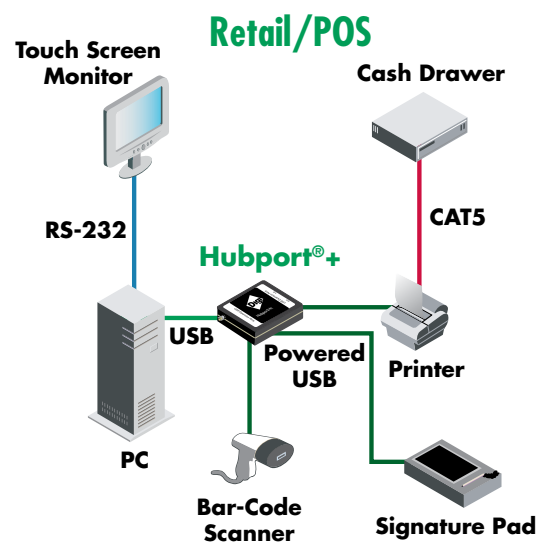 Retail/POS
Touch Screen
Monitor
Cash Drawer
RS-232
CAT5
Hubport®+
USB
Powered
USB
Printer
PC
Bar-Code
Scanner
Signature Pad